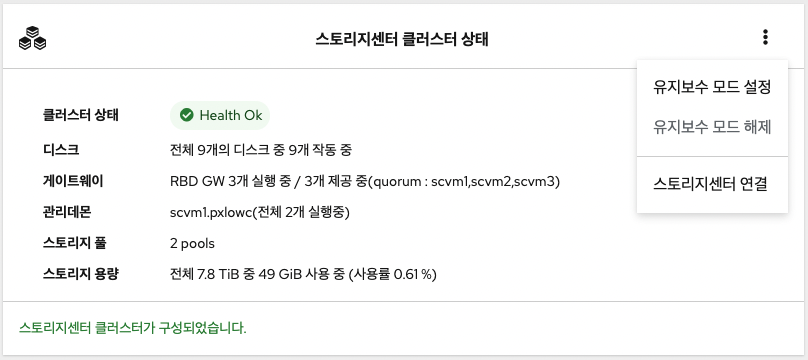 스토리지센터 클러스터 상태
유지보수 모드 설정
유지보수 모드 해제
스토리지센터 연결
클러스터 상태 Health Ok
디스크 전체 9개의 디스크 중 9개 작동 중
게이트웨이 RBD GW 3개 실행 중 / 3개 제공 중(quorum : scvm1,scvm2,scvm3)
관리데몬 scvm1.pxlowc(전체 2개 실행중)
스토리지 풀 2 pools
스토리지 용량 전체 7.8 TiB 중 49 GiB 사용 중 (사용률 0.61 %)
스토리지센터 클러스터가 구성되었습니다.